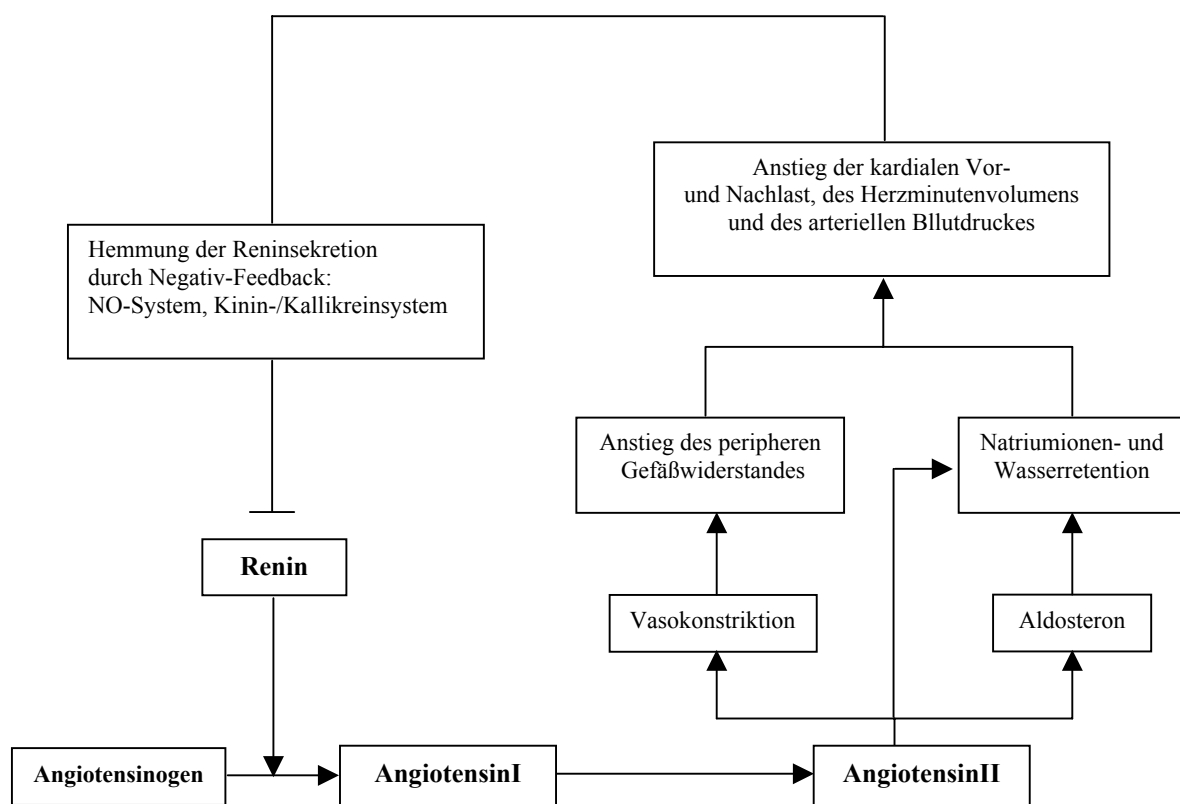 Anstieg der kardialen Vor-
und Nachlast, des Herzminutenvolumens
und des arteriellen Bllutdruckes
Hemmung der Reninsekretion
durch Negativ-Feedback:
NO-System, Kinin-/Kallikreinsystem
Anstieg des peripheren
Gefäßwiderstandes
Natriumionen- und
Wasserretention
Renin
Vasokonstriktion
Aldosteron
Angiotensinogen
AngiotensinI
AngiotensinII